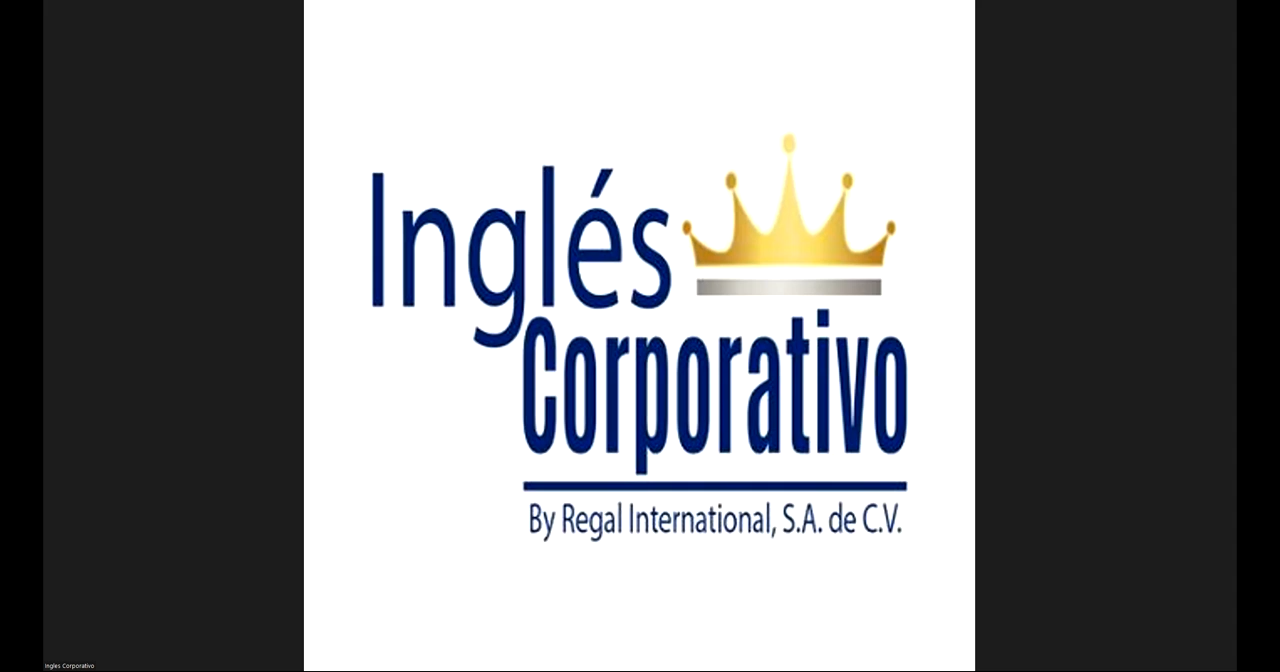 Inglés
Corporativo
By Regal International, S.A. de C.V.
Ingles Corporativo